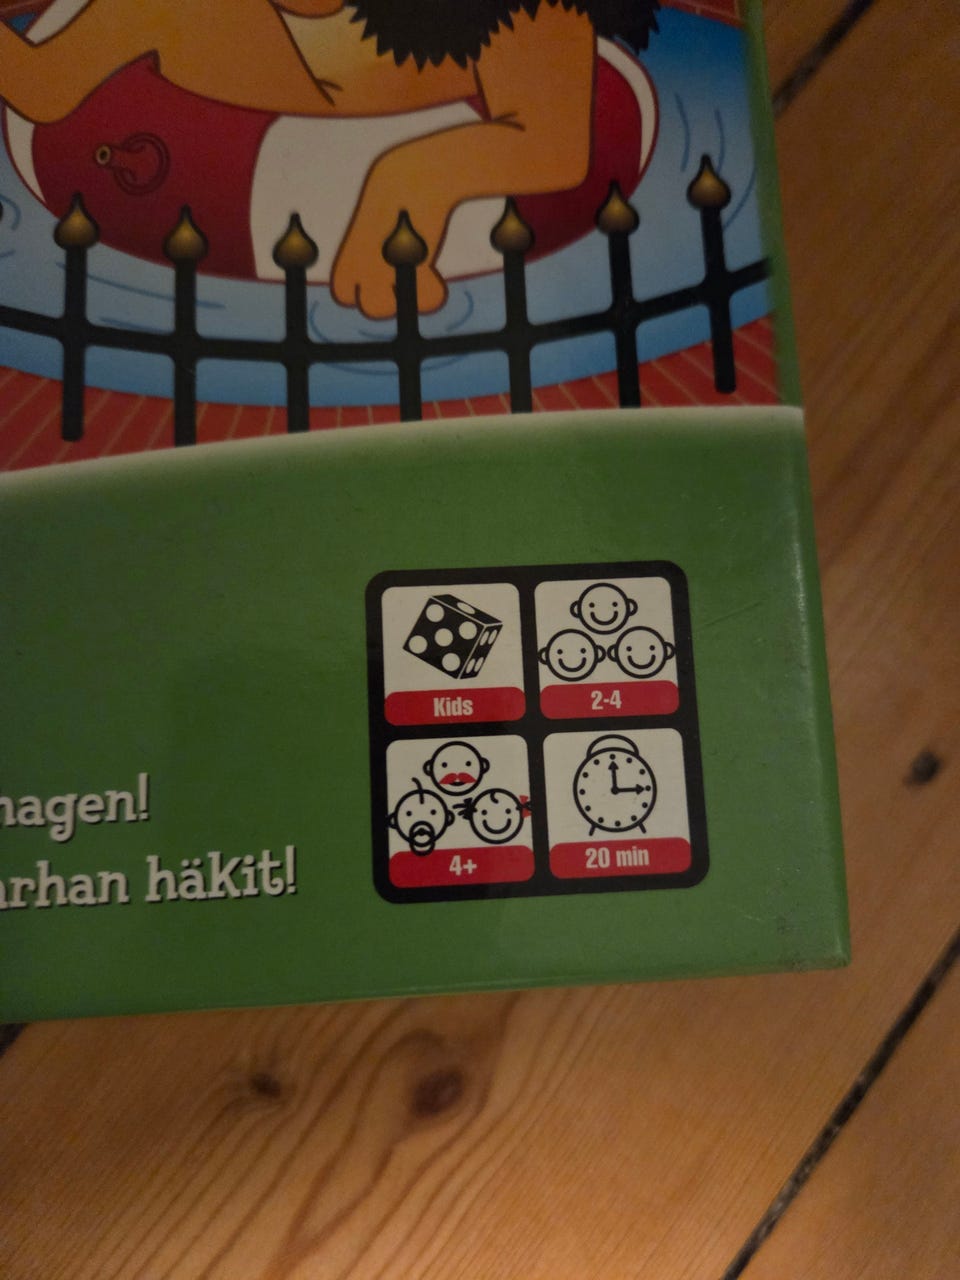 hagen!
arhan häkit!
Kids
2-4
4+
20 min